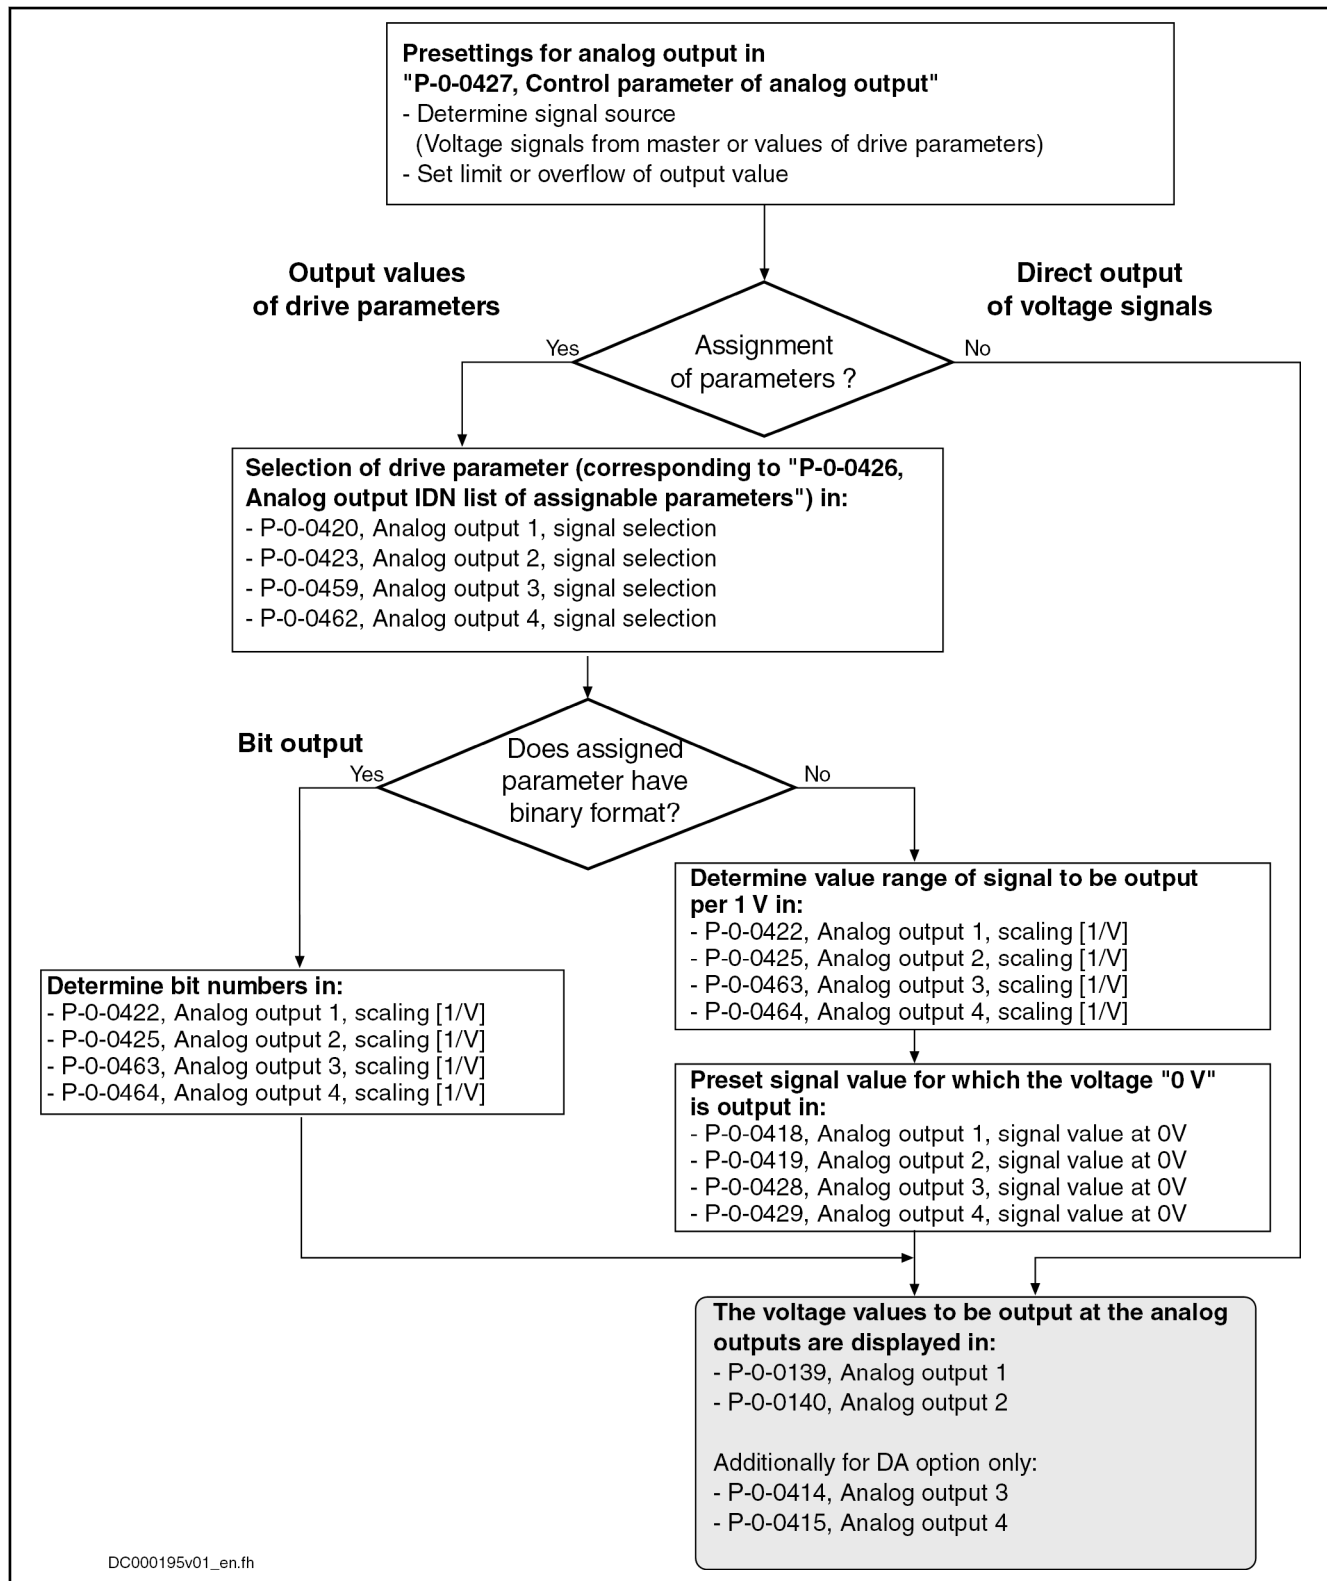 Presettings for analog output in
"P-0-0427, Control parameter of analog output"
- Determine signal source
(Voltage signals from master or values of drive parameters)
- Set limit or overflow of output value
Output values
of drive parameters
Direct output
of voltage signals
Yes
Assignment
of parameters ?
No
Selection of drive parameter (corresponding to "P-0-0426,
Analog output IDN list of assignable parameters") in:
- P-0-0420, Analog output 1, signal selection
- P-0-0423, Analog output 2, signal selection
- P-0-0459, Analog output 3, signal selection
- P-0-0462, Analog output 4, signal selection
Bit output
Yes
Does assigned
parameter have
binary format?
No
Determine value range of signal to be output
per 1 V in:
- P-0-0422, Analog output 1, scaling [1/V]
- P-0-0425, Analog output 2, scaling [1/V]
- P-0-0463, Analog output 3, scaling [1/V]
- P-0-0464, Analog output 4, scaling [1/V]
Determine bit numbers in:
- P-0-0422, Analog output 1, scaling [1/V]
- P-0-0425, Analog output 2, scaling [1/V]
- P-0-0463, Analog output 3, scaling [1/V]
- P-0-0464, Analog output 4, scaling [1/V]
Preset signal value for which the voltage "0 V"
is output in:
- P-0-0418, Analog output 1, signal value at 0V
- P-0-0419, Analog output 2, signal value at 0V
- P-0-0428, Analog output 3, signal value at 0V
- P-0-0429, Analog output 4, signal value at 0V
The voltage values to be output at the analog
outputs are displayed in:
- P-0-0139, Analog output 1
- P-0-0140, Analog output 2
Additionally for DA option only:
- P-0-0414, Analog output 3
- P-0-0415, Analog output 4
DC000195v01_en.fh